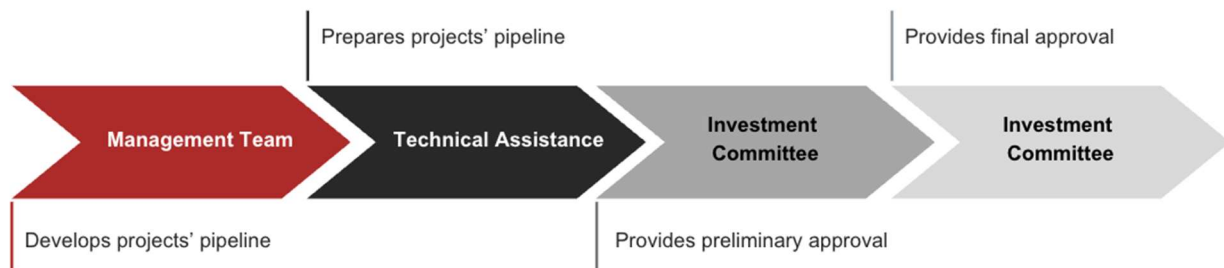 Prepares projects’ pipeline
Provides final approval
Management Team
Technical Assistance
Investment
Committee
Investment
Committee
Develops projects’ pipeline
Provides preliminary approval